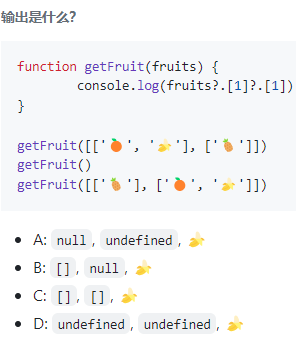 输出是什么?
function getFruit(fruits) {
console.log(fruits?.[1]?.[1])
}
getFruit([['🍊', '🍌'], ['🍍']])
getFruit()
getFruit([['🍍'], ['🍊', '🍌']])
A: null, undefined, 🍌
B: [], null, 🍌
C: [], [], 🍌
D: undefined, undefined, 🍌